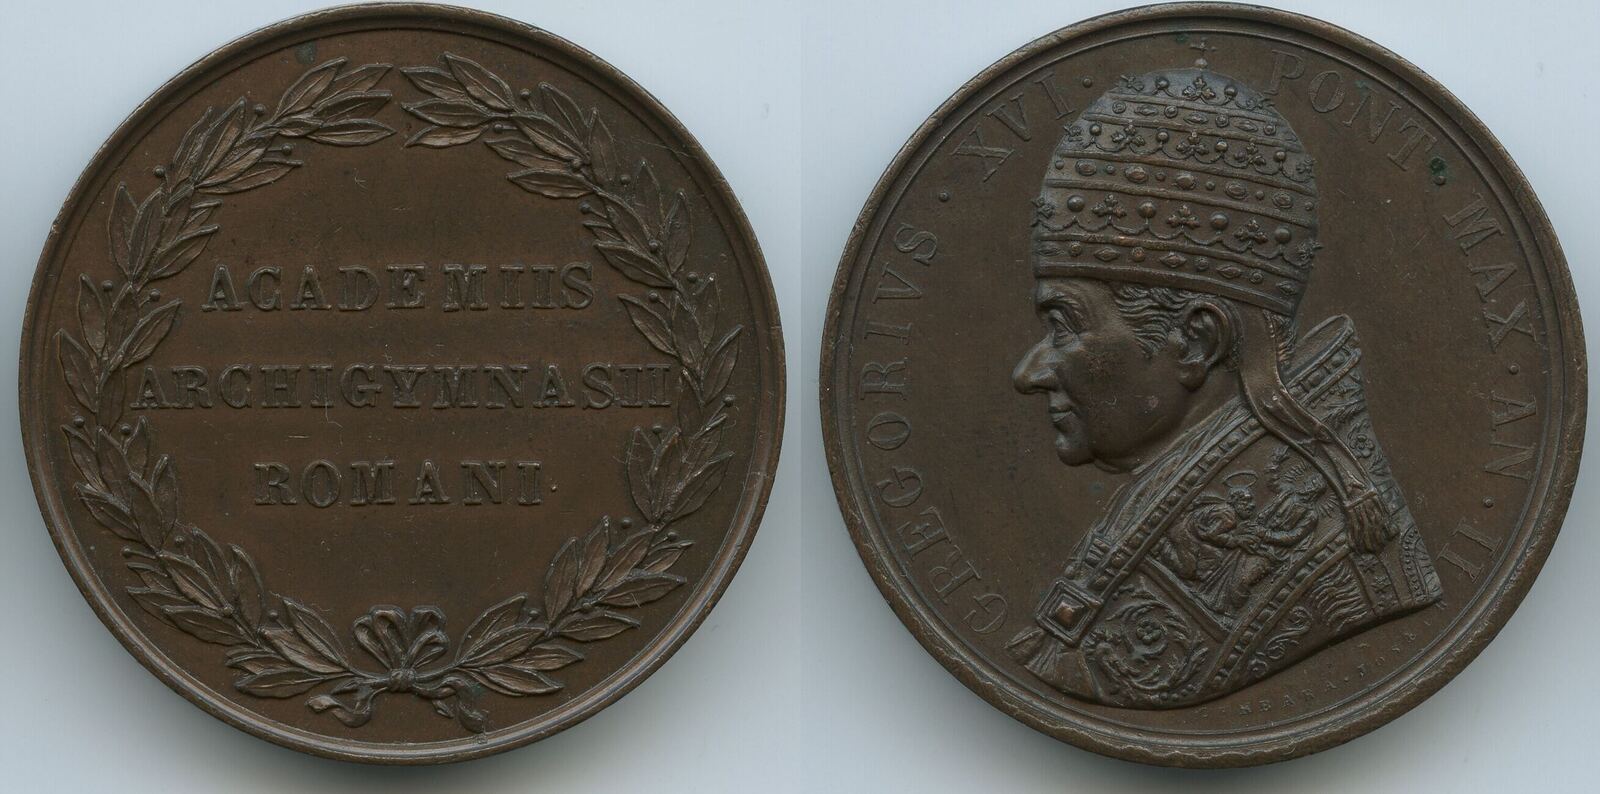 ACADEMIIS
ARCHIGYMNASII
ROMANI
GREGORIVS · XVI · PONT · MAX · AN · II